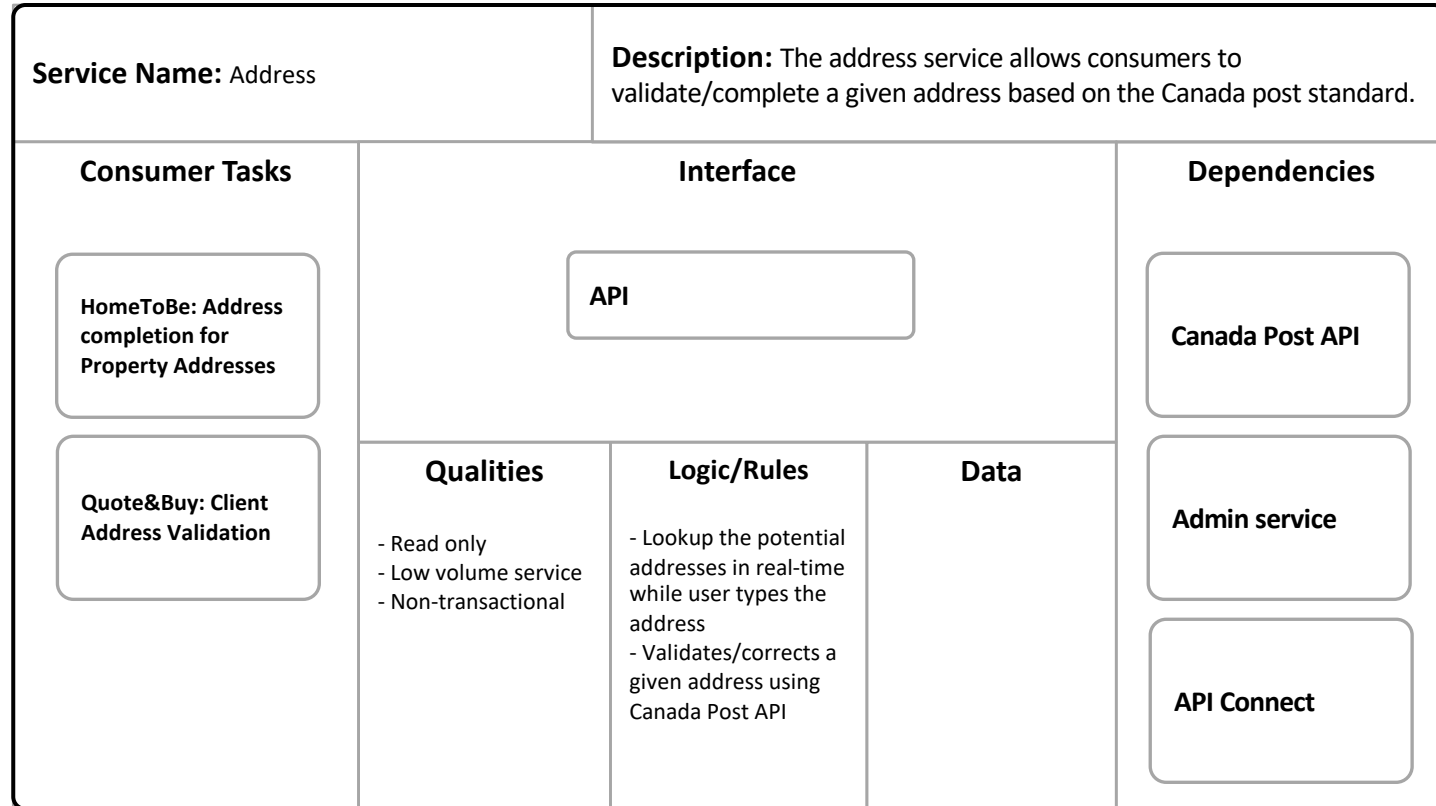 Service Name: Address
Description: The address service allows consumers to
validate/complete a given address based on the Canada post standard.
Consumer Tasks
HomeToBe: Address
completion for
Property Addresses
Quote&Buy: Client
Address Validation
Interface
API
Qualities
- Read only
- Low volume service
- Non-transactional
Logic/Rules
- Lookup the potential
addresses in real-time
while user types the
address
- Validates/corrects a
given address using
Canada Post API
Data
Dependencies
Canada Post API
Admin service
API Connect